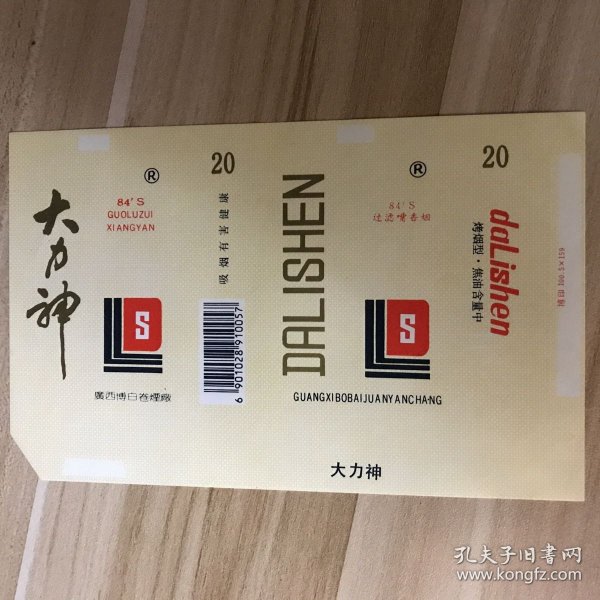 大力神
®
84'S
GUOLUZUI
XIANGYAN
S
廣西博白卷煙廠
20
吸烟有害健康
6 901028 910057
DALISHEN
®
84'S
过滤嘴香烟
S
GUANGXIBOBAIJUANYANCHANG
20
daLishen
烤烟型·焦油含量中
大力神
孔夫子旧书网
www.kongfz.com